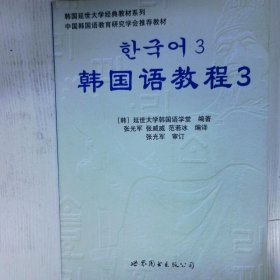 韩国延世大学经典教材系列
中国韩国语教育研究学会推荐教材
한국어 3
韩国语教程 3
[韩] 延世大学韩国语学堂 编著
张光军 张威威 范若冰 编译
张光军 审订
世界图书出版公司